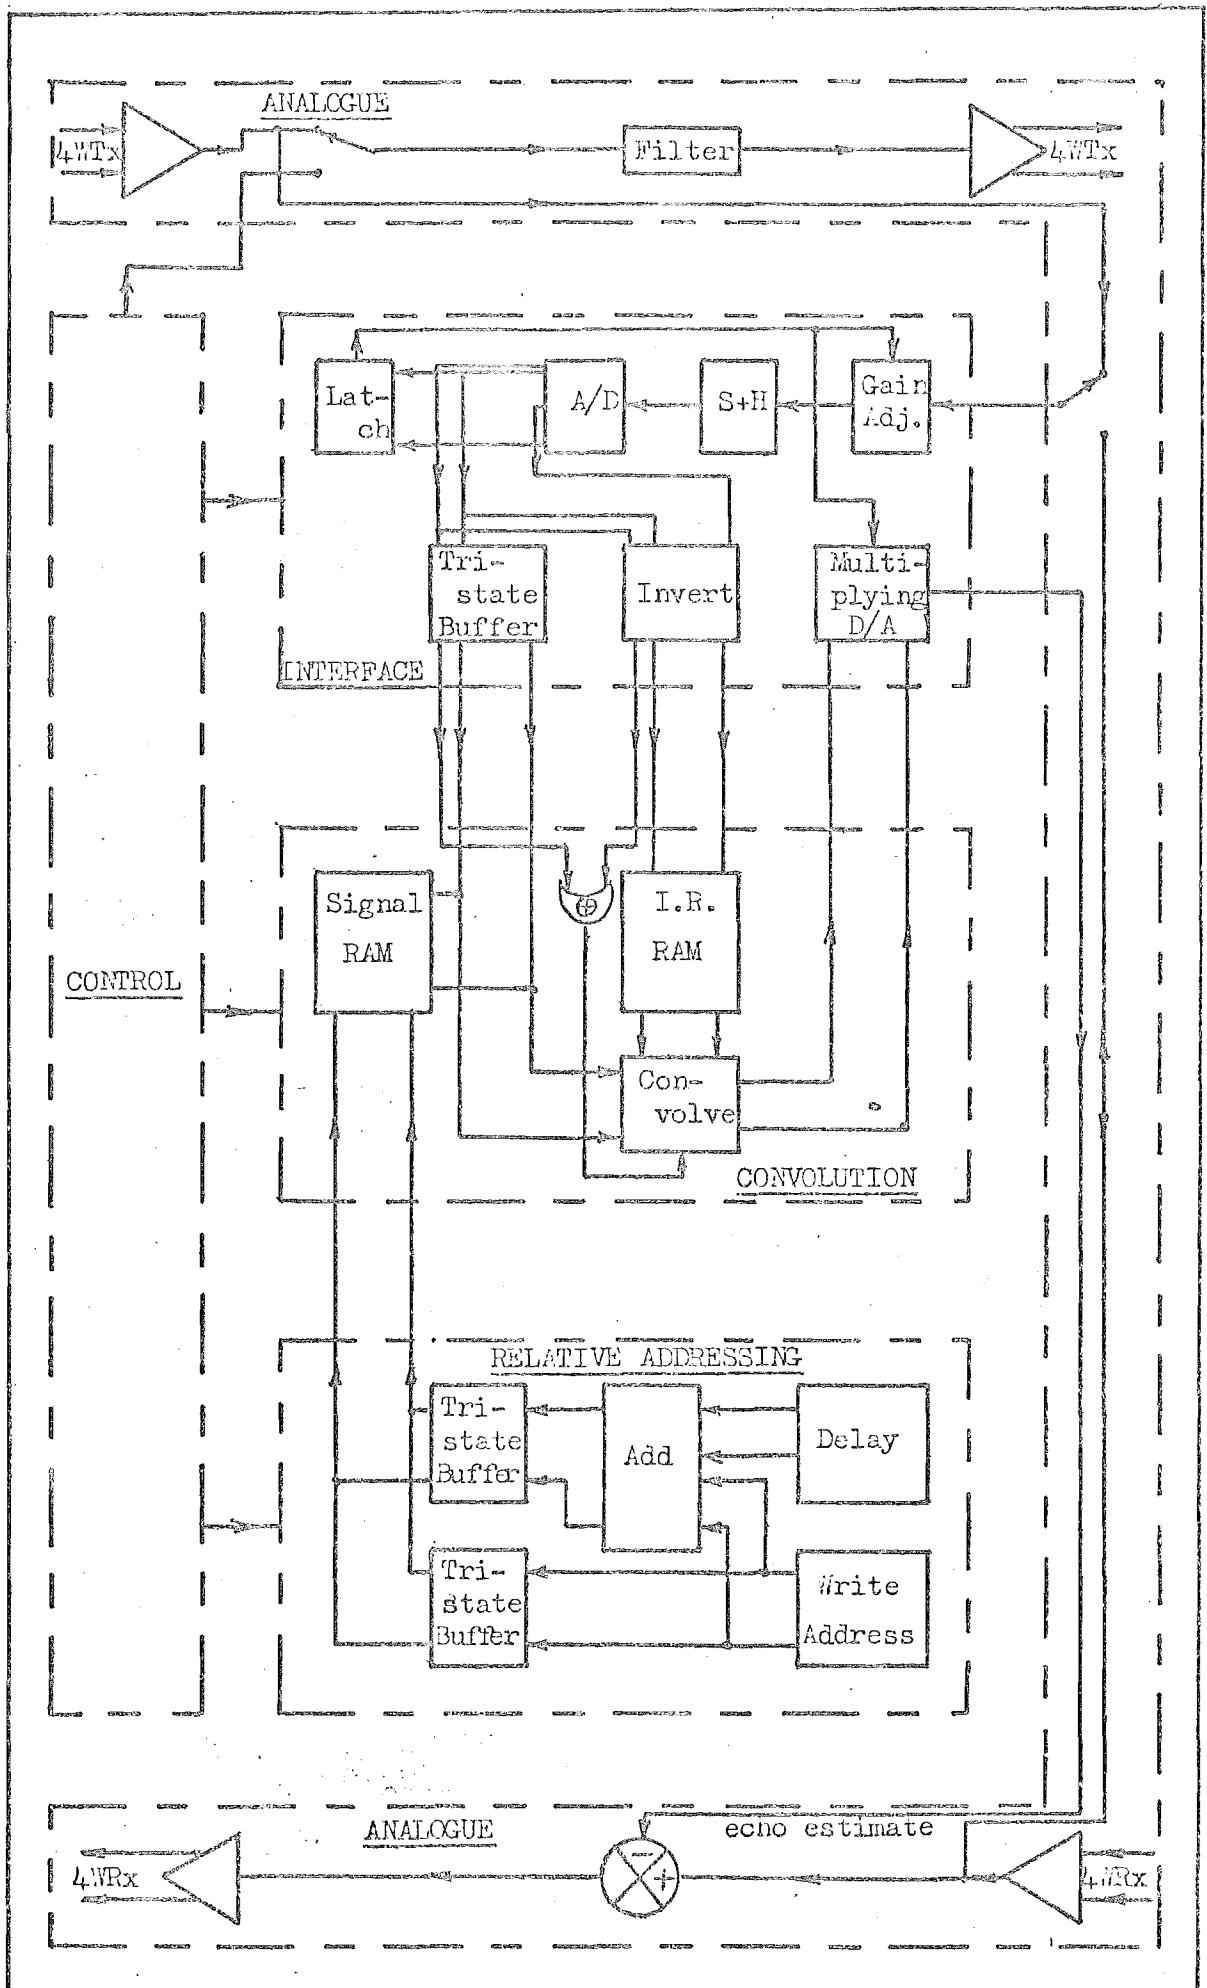 ANALOGUE
4WTx
Filter
4WTx
Lat-
ch
A/D
S+H
Gain
Adj.
Tri-
state
Buffer
Invert
Multi-
plying
D/A
INTERFACE
Signal
RAM
I.R.
RAM
CONTROL
Con-
volve
CONVOLUTION
RELATIVE ADDRESSING
Tri-
state
Buffer
Add
Delay
Tri-
state
Buffer
Write
Address
ANALOGUE
echo estimate
4WRx
-
+
4WRx